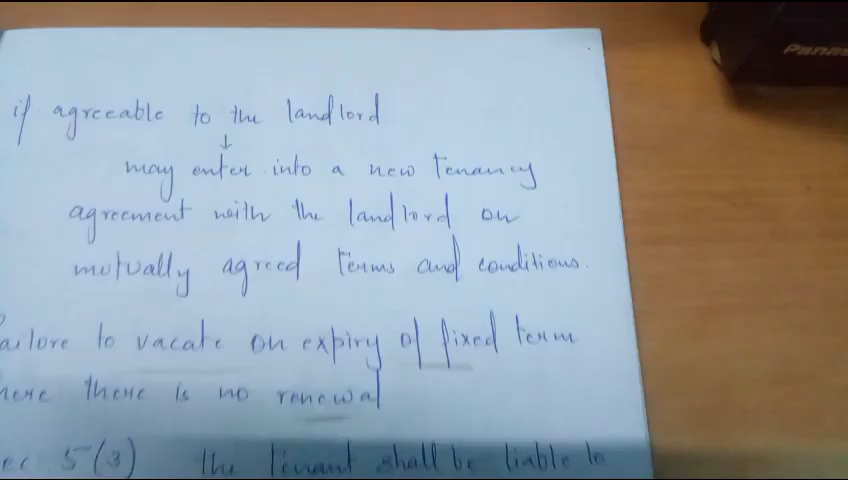 if agreeable to the landlord
↓
may enter into a new tenancy
agreement with the landlord on
mutually agreed terms and conditions.
ailure to vacate on expiry of fixed term
here there is no renewal
ec 5(3) the tenant shall be liable to
Panas